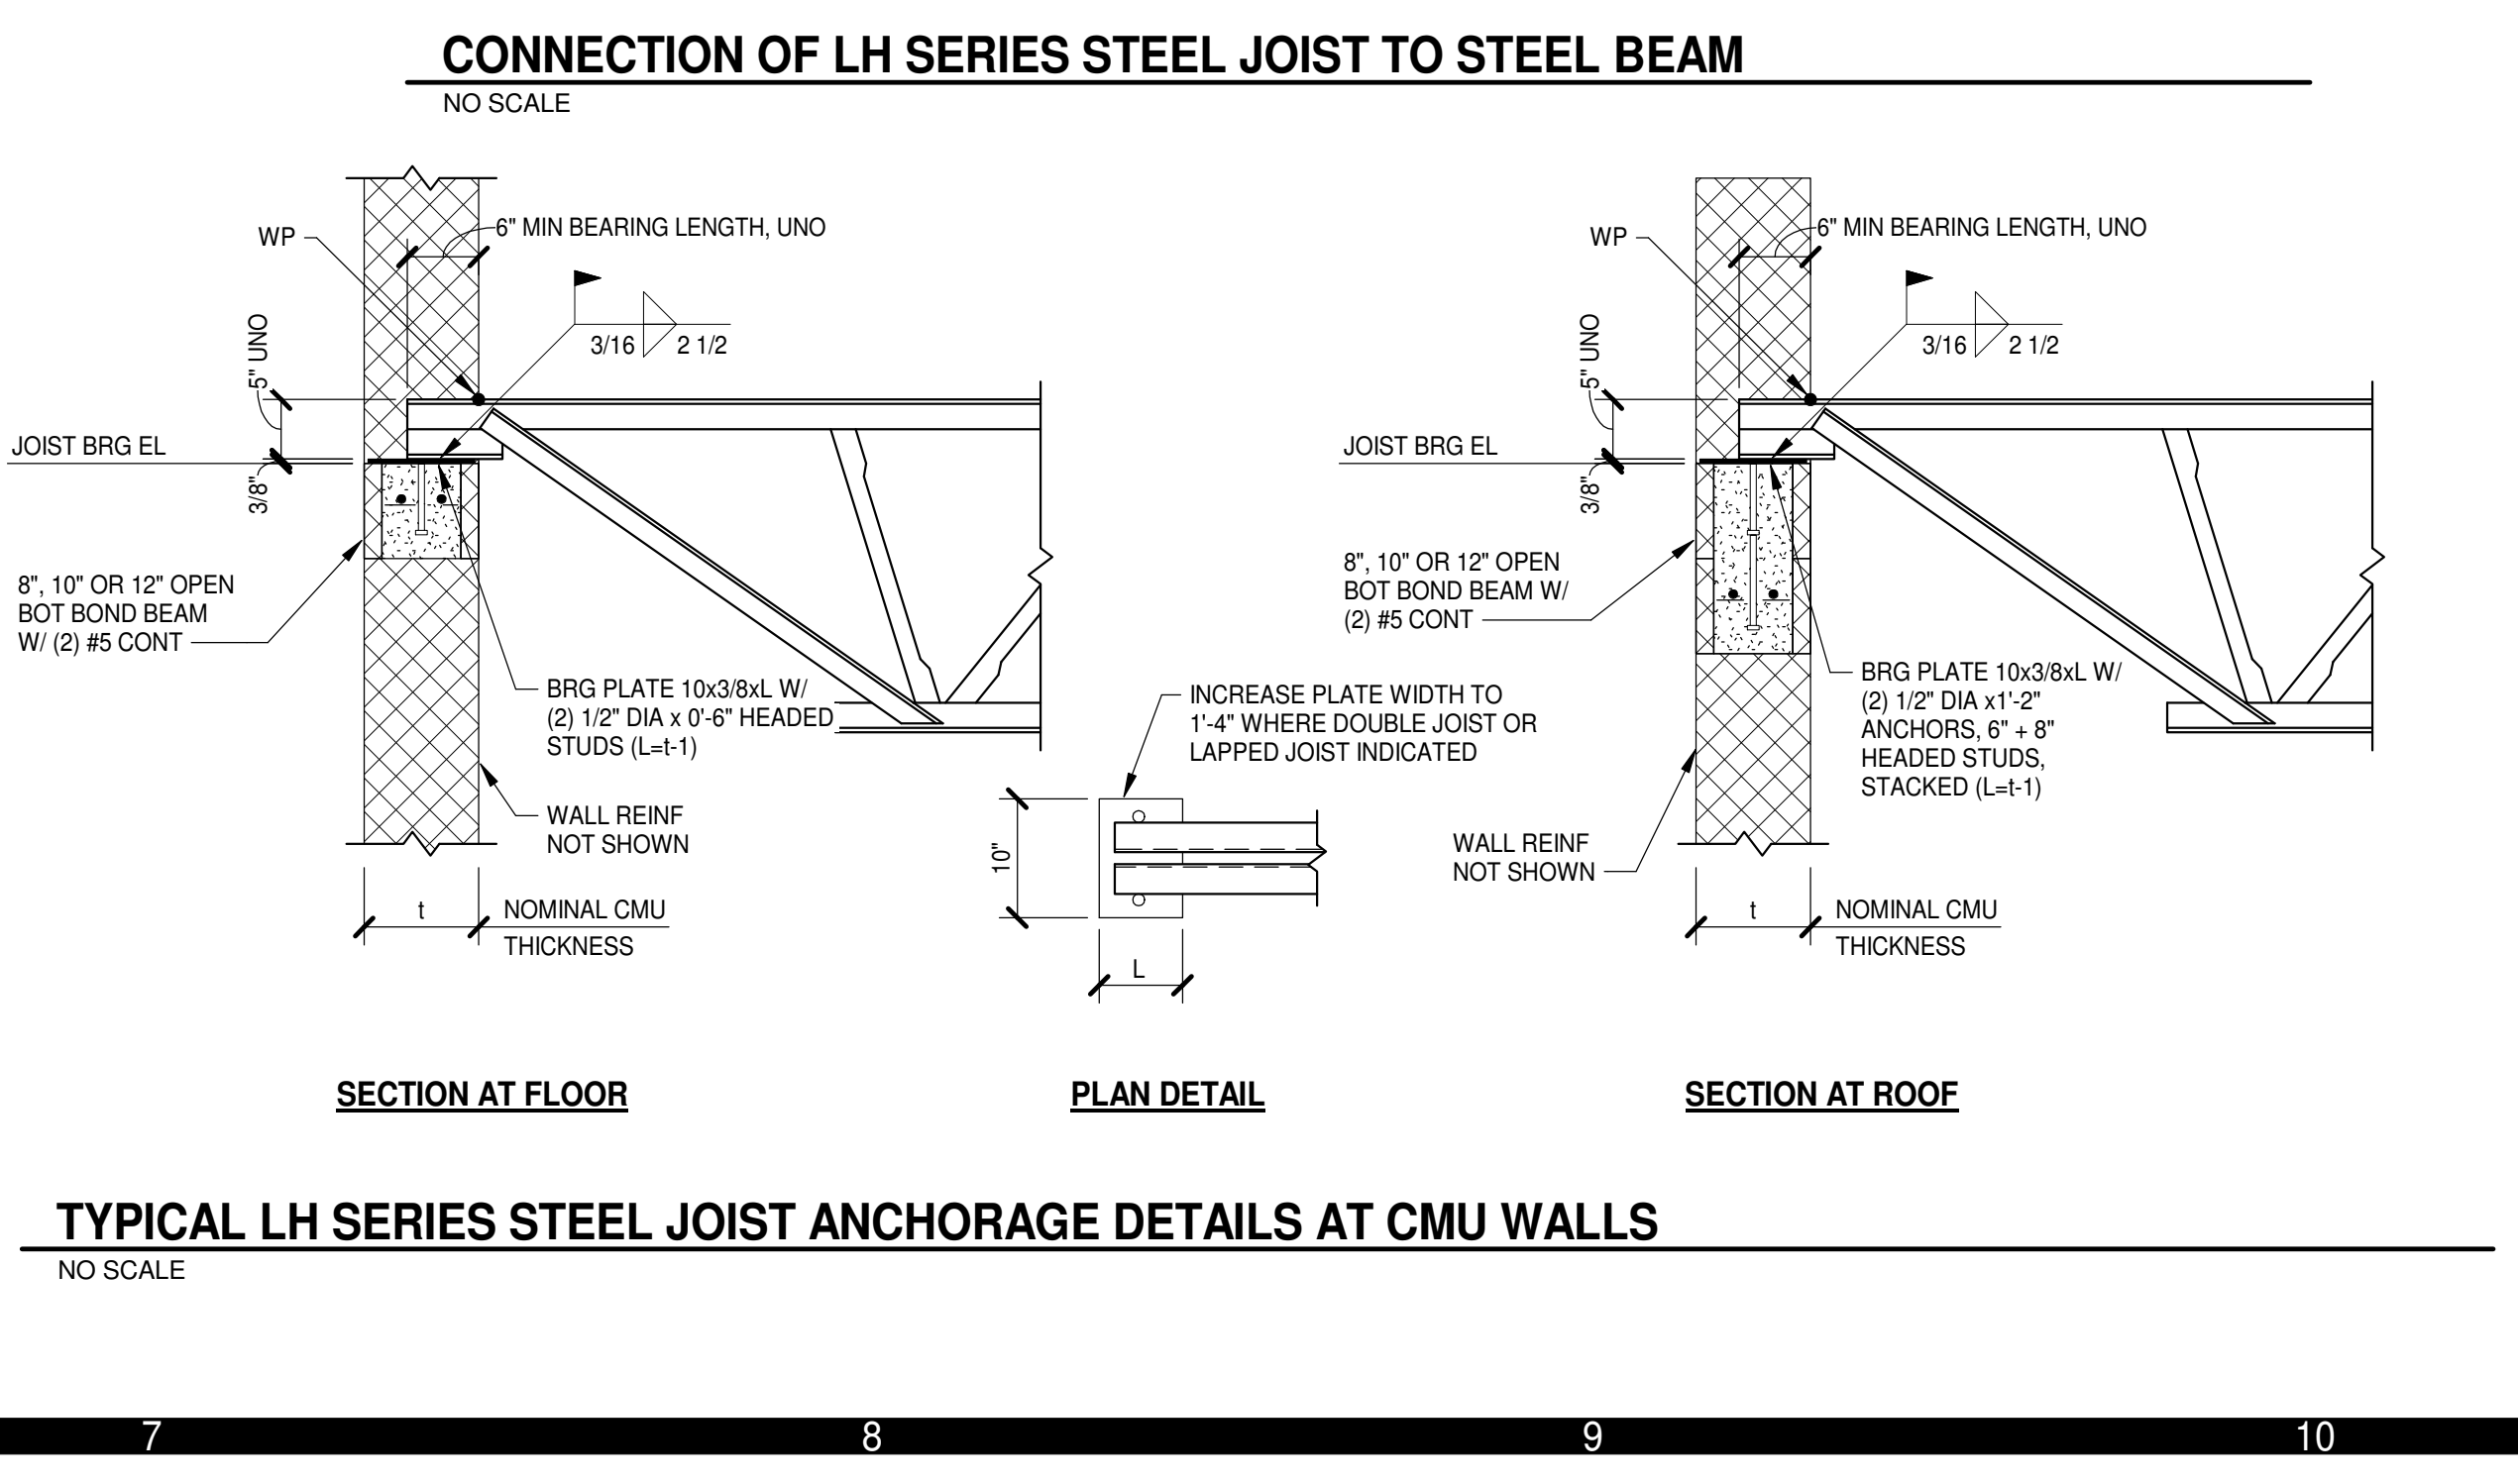 CONNECTION OF LH SERIES STEEL JOIST TO STEEL BEAM
NO SCALE
WP
6" MIN BEARING LENGTH, UNO
3/16
2 1/2
5" UNO
JOIST BRG EL
3/8"
8", 10" OR 12" OPEN
BOT BOND BEAM
W/ (2) #5 CONT
BRG PLATE 10x3/8xL W/
(2) 1/2" DIA x 0'-6" HEADED
STUDS (L=t-1)
WALL REINF
NOT SHOWN
t
NOMINAL CMU
THICKNESS
SECTION AT FLOOR
INCREASE PLATE WIDTH TO
1'-4" WHERE DOUBLE JOIST OR
LAPPED JOIST INDICATED
10"
L
PLAN DETAIL
WP
6" MIN BEARING LENGTH, UNO
3/16
2 1/2
5" UNO
JOIST BRG EL
3/8"
8", 10" OR 12" OPEN
BOT BOND BEAM W/
(2) #5 CONT
BRG PLATE 10x3/8xL W/
(2) 1/2" DIA x1'-2"
ANCHORS, 6" + 8"
HEADED STUDS,
STACKED (L=t-1)
WALL REINF
NOT SHOWN
t
NOMINAL CMU
THICKNESS
SECTION AT ROOF
TYPICAL LH SERIES STEEL JOIST ANCHORAGE DETAILS AT CMU WALLS
NO SCALE
7
8
9
10